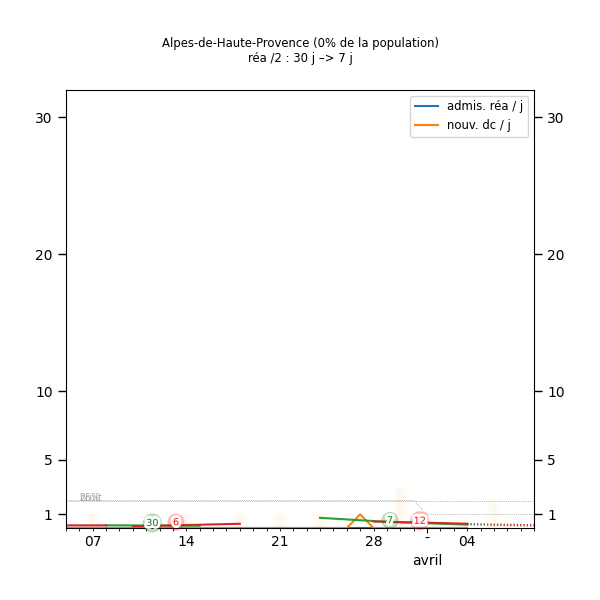 Alpes-de-Haute-Provence (0% de la population)
réa /2 : 30 j –> 7 j
admis. réa / j
nouv. dc / j
30 30
20 20
10 10
5 5
1 1
30 6 7 12
07 14 21 28 - 04
avril